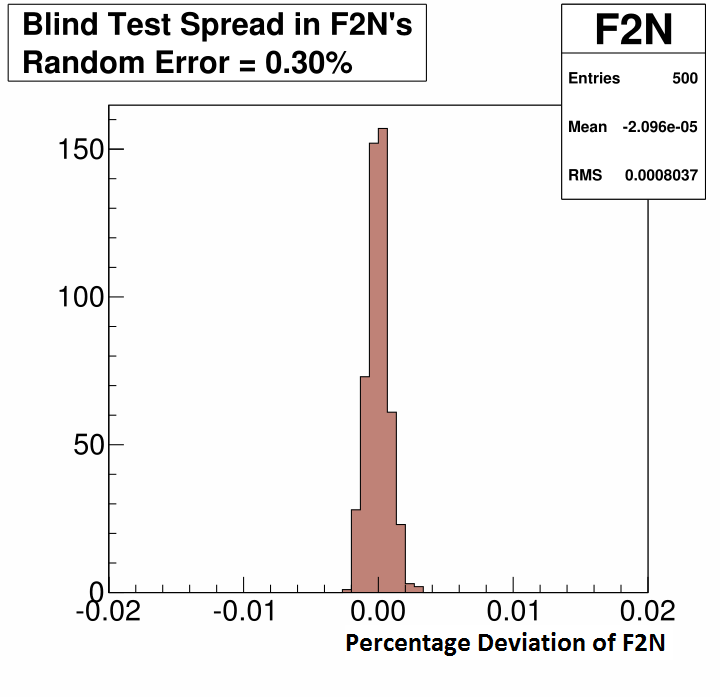 Blind Test Spread in F2N's
Random Error = 0.30%
F2N
Entries 500
Mean -2.096e-05
RMS 0.0008037
150
100
50
0
-0.02 -0.01 0.00 0.01 0.02
Percentage Deviation of F2N